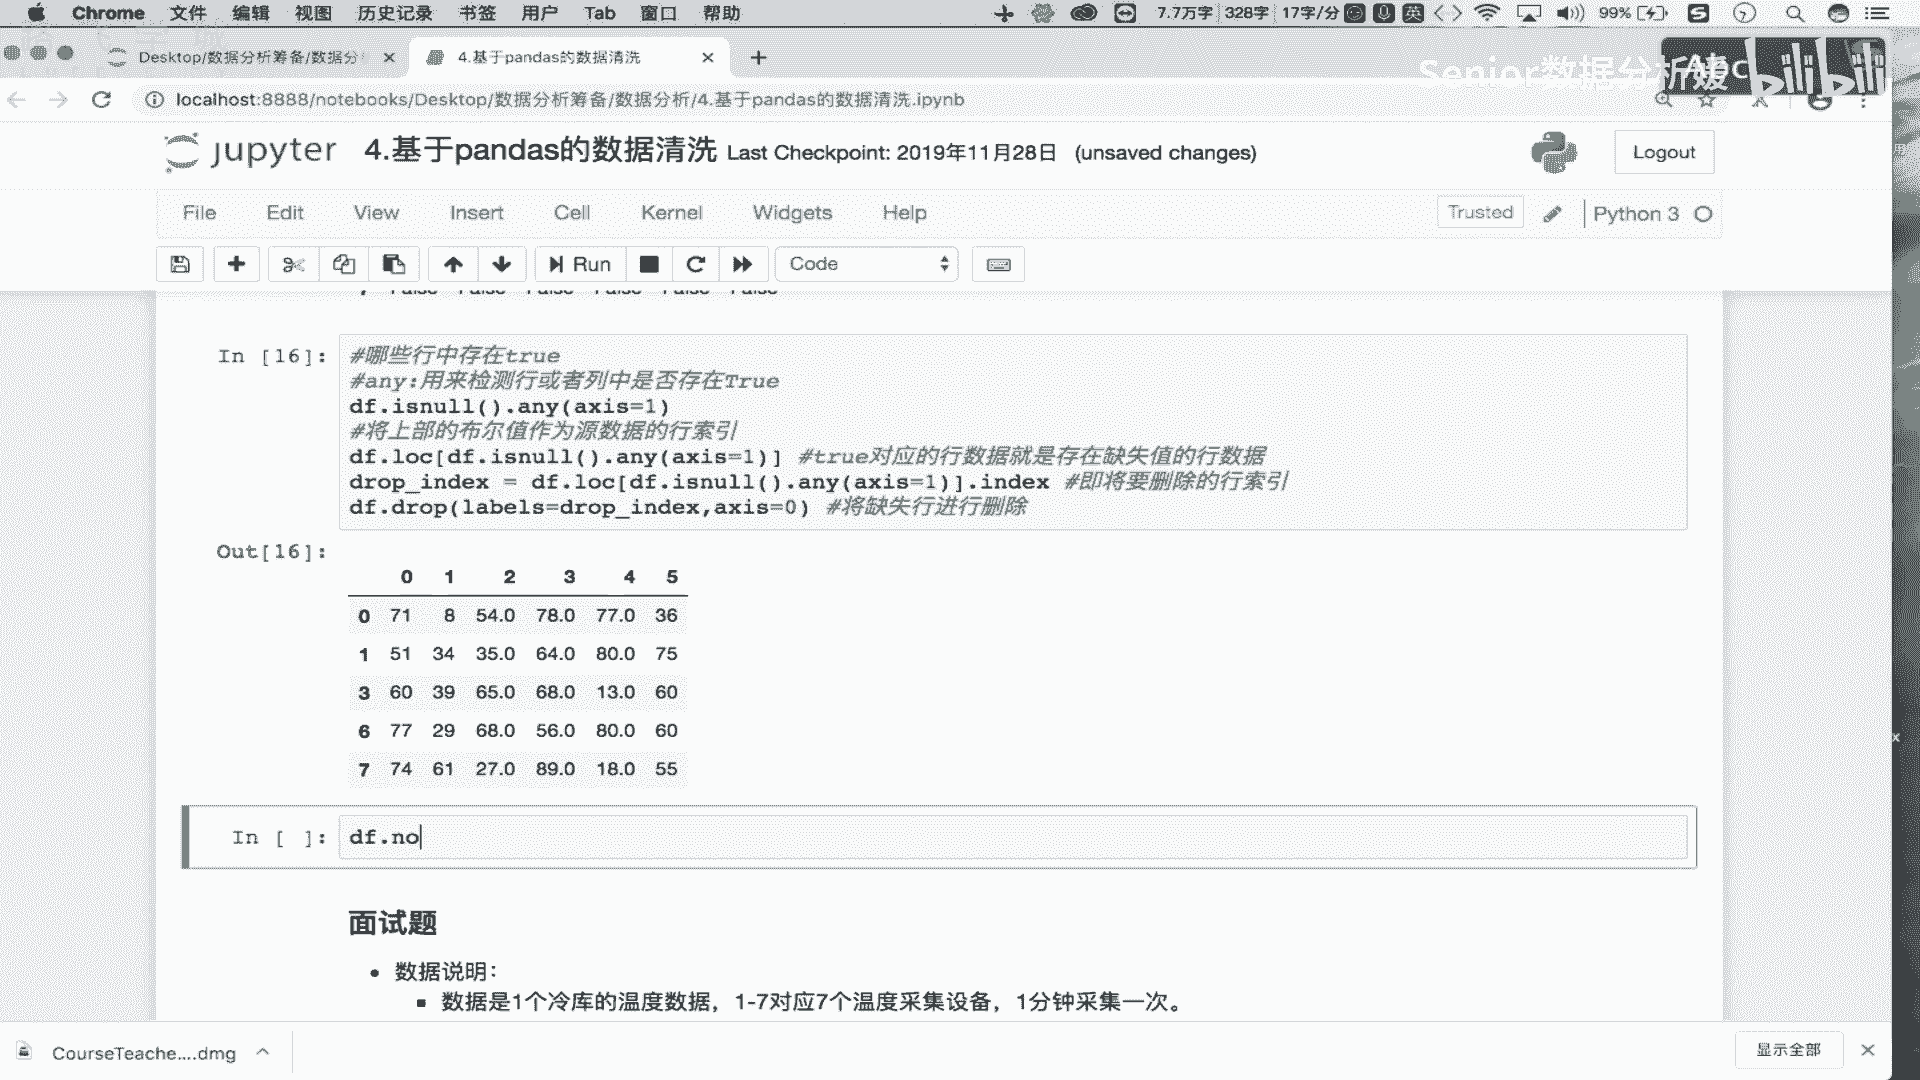 Chrome 文件 编辑 视图 历史记录 书签 用户 Tab 窗口 帮助 7.7万字 328字 17字/分 英 99%
Desktop/数据分析筹备/数据分 4.基于pandas的数据清洗
Senior数据分析媛 bilibili
localhost:8888/notebooks/Desktop/数据分析筹备/数据分析/4.基于pandas的数据清洗.ipynb
jupyter 4.基于pandas的数据清洗 Last Checkpoint: 2019年11月28日 (unsaved changes) Logout
File Edit View Insert Cell Kernel Widgets Help Trusted Python 3
Run Code
7 False False False False False False
In [16]:
#哪些行中存在true
#any:用来检测行或者列中是否存在True
df.isnull().any(axis=1)
#将上部的布尔值作为源数据的行索引
df.loc[df.isnull().any(axis=1)] #true对应的行数据就是存在缺失值的行数据
drop_index = df.loc[df.isnull().any(axis=1)].index #即将要删除的行索引
df.drop(labels=drop_index,axis=0) #将缺失行进行删除
Out[16]:
0 1 2 3 4 5
0 71 8 54.0 78.0 77.0 36
1 51 34 35.0 64.0 80.0 75
3 60 39 65.0 68.0 13.0 60
6 77 29 68.0 56.0 80.0 60
7 74 61 27.0 89.0 18.0 55
In [ ]: df.no
面试题
数据说明：
数据是1个冷库的温度数据，1-7对应7个温度采集设备，1分钟采集一次。
CourseTeache....dmg 显示全部